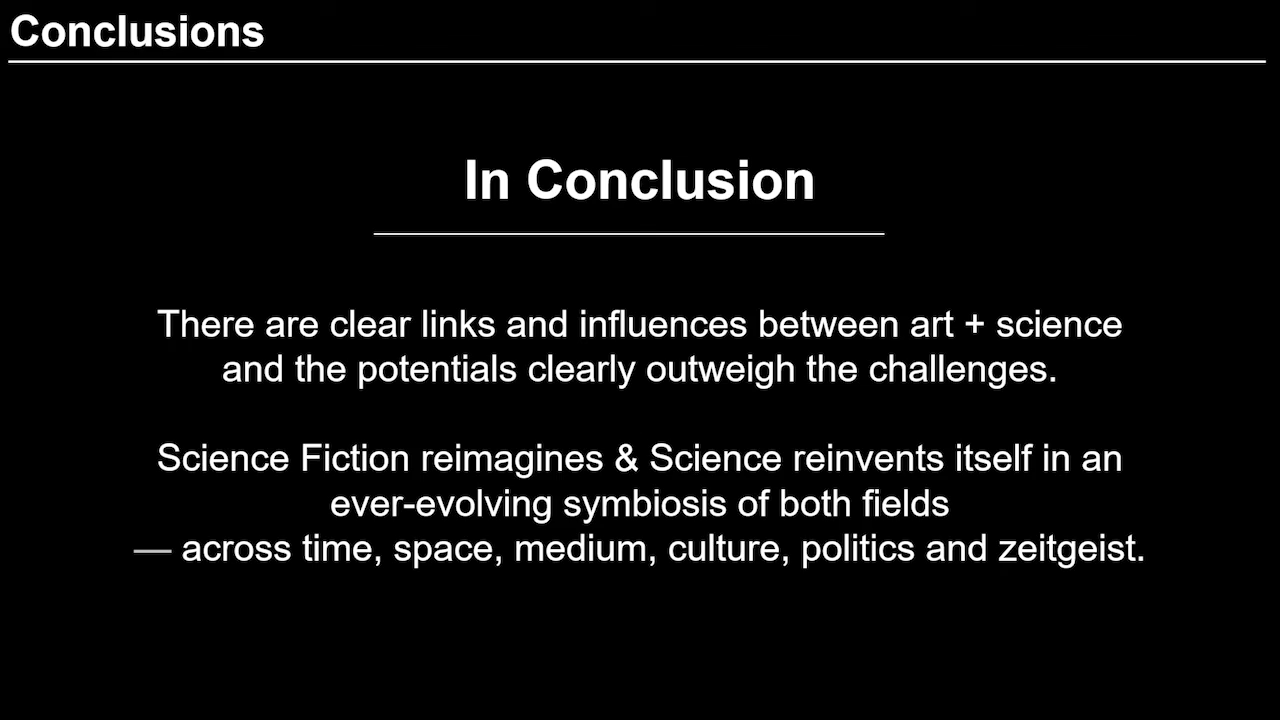 Conclusions
In Conclusion
There are clear links and influences between art + science
and the potentials clearly outweigh the challenges.
Science Fiction reimagines & Science reinvents itself in an
ever-evolving symbiosis of both fields
— across time, space, medium, culture, politics and zeitgeist.